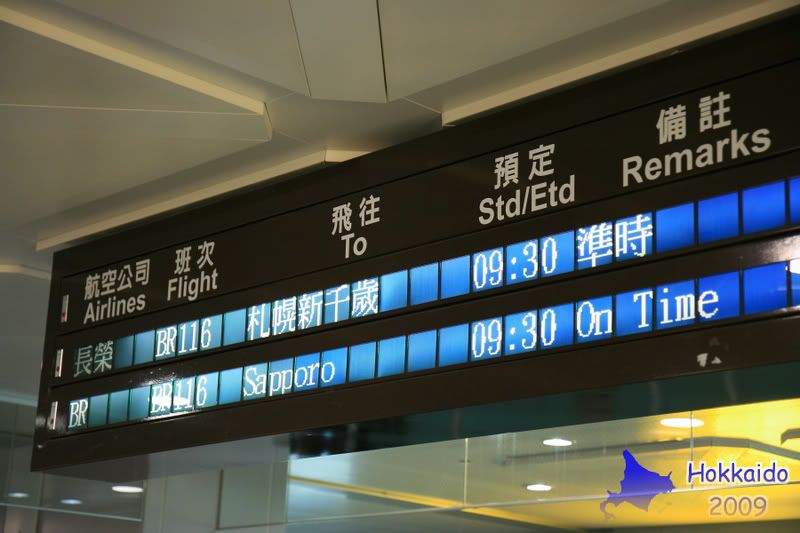 航空公司 班次 飛往 預定 備註
Airlines Flight To Std/Etd Remarks
長榮 BR116 札幌新千歲 09:30 準時
BR BR116 Sapporo 09:30 On Time
Hokkaido
2009